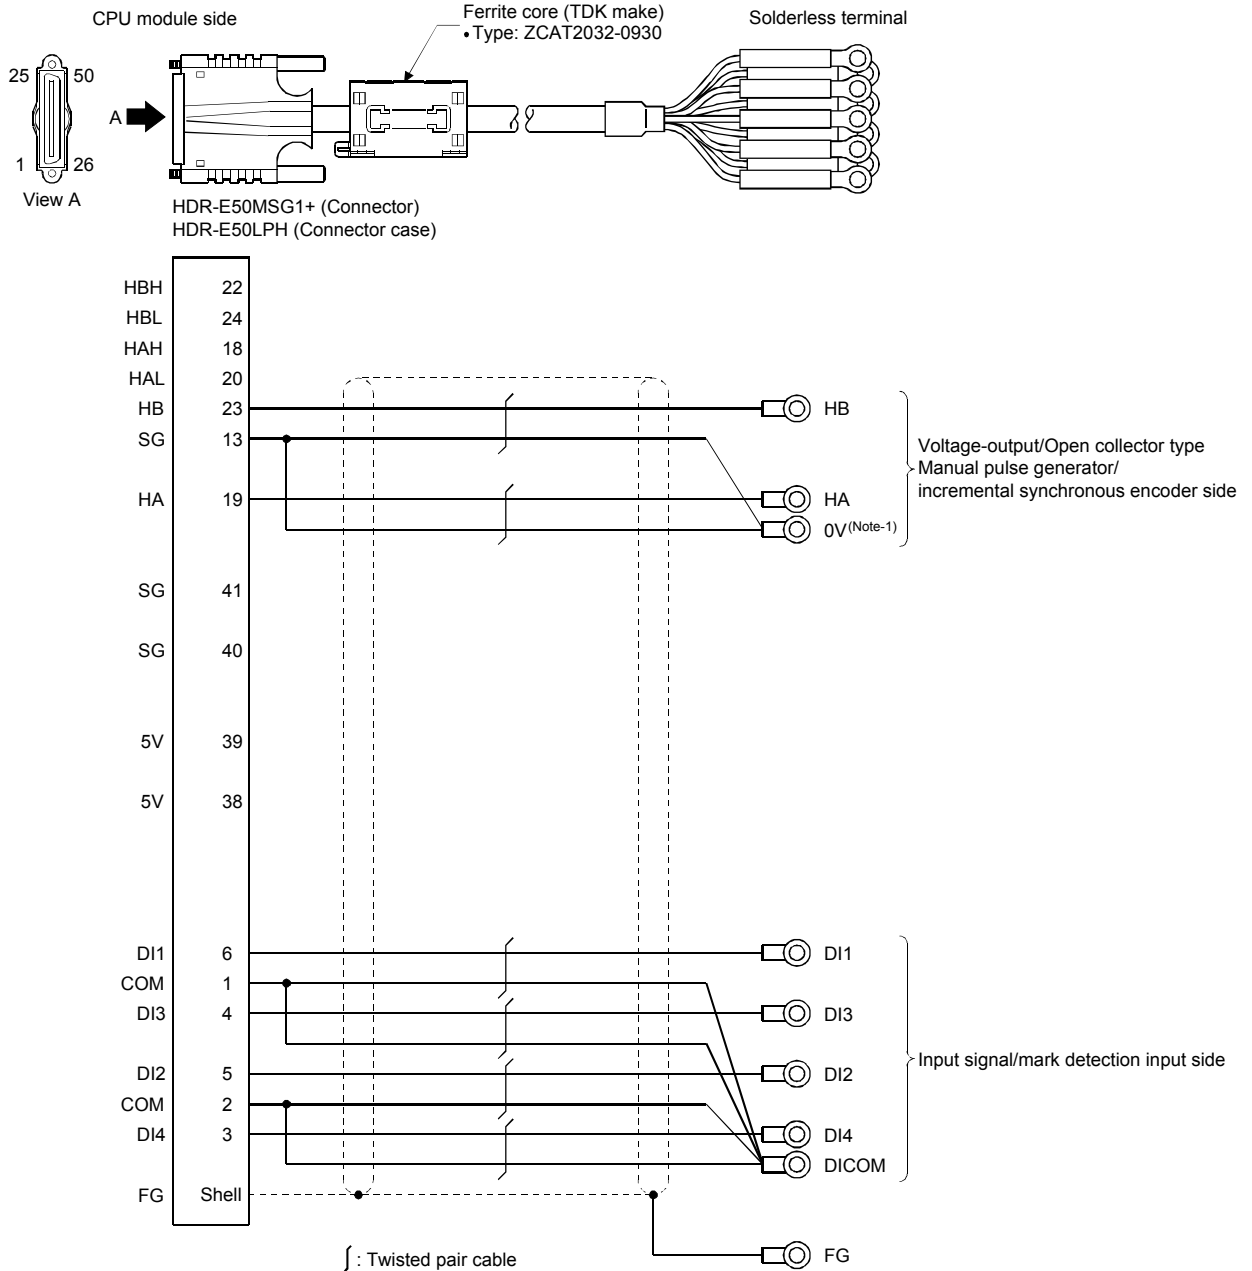 CPU module side
Ferrite core (TDK make)
• Type: ZCAT2032-0930
Solderless terminal
25 50
A
1 26
View A
HDR-E50MSG1+ (Connector)
HDR-E50LPH (Connector case)
HBH 22
HBL 24
HAH 18
HAL 20
HB 23 HB
SG 13
Voltage-output/Open collector type
Manual pulse generator/
incremental synchronous encoder side
HA 19 HA
0V(Note-1)
SG 41
SG 40
5V 39
5V 38
DI1 6 DI1
COM 1
DI3 4 DI3
Input signal/mark detection input side
DI2 5 DI2
COM 2
DI4 3 DI4
DICOM
FG Shell
FG
: Twisted pair cable